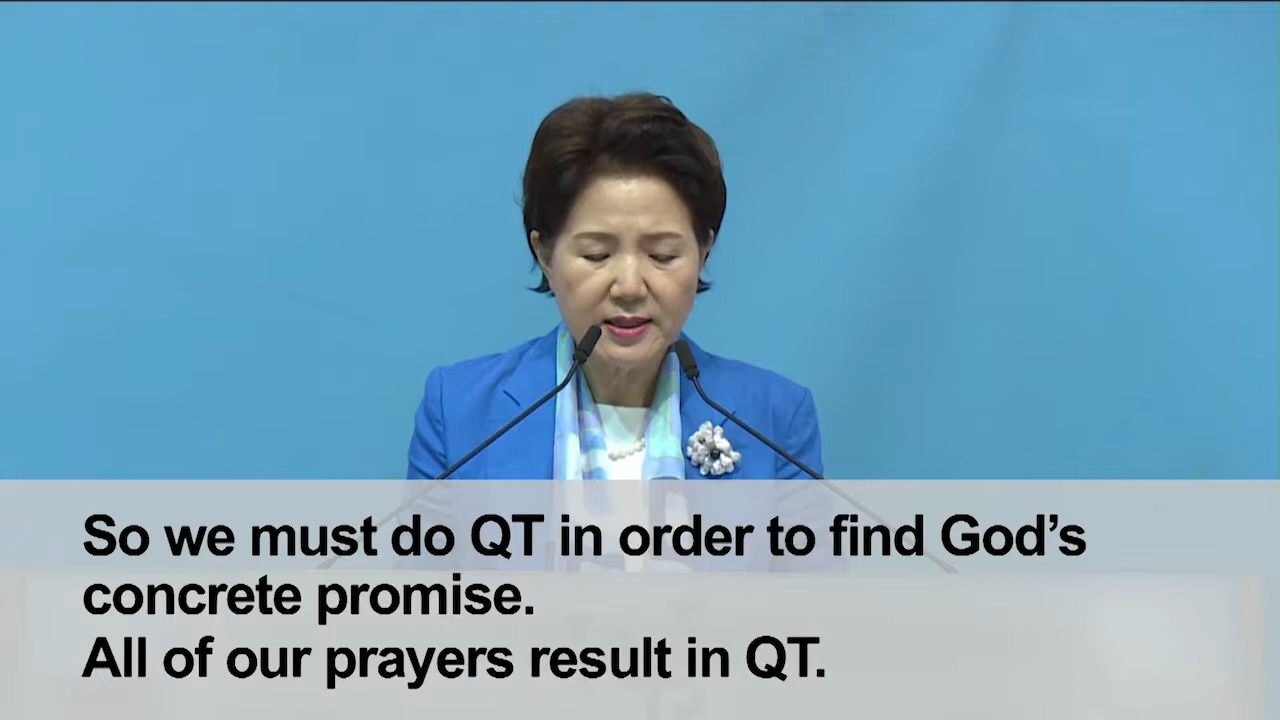 So we must do QT in order to find God’s
concrete promise.
All of our prayers result in QT.